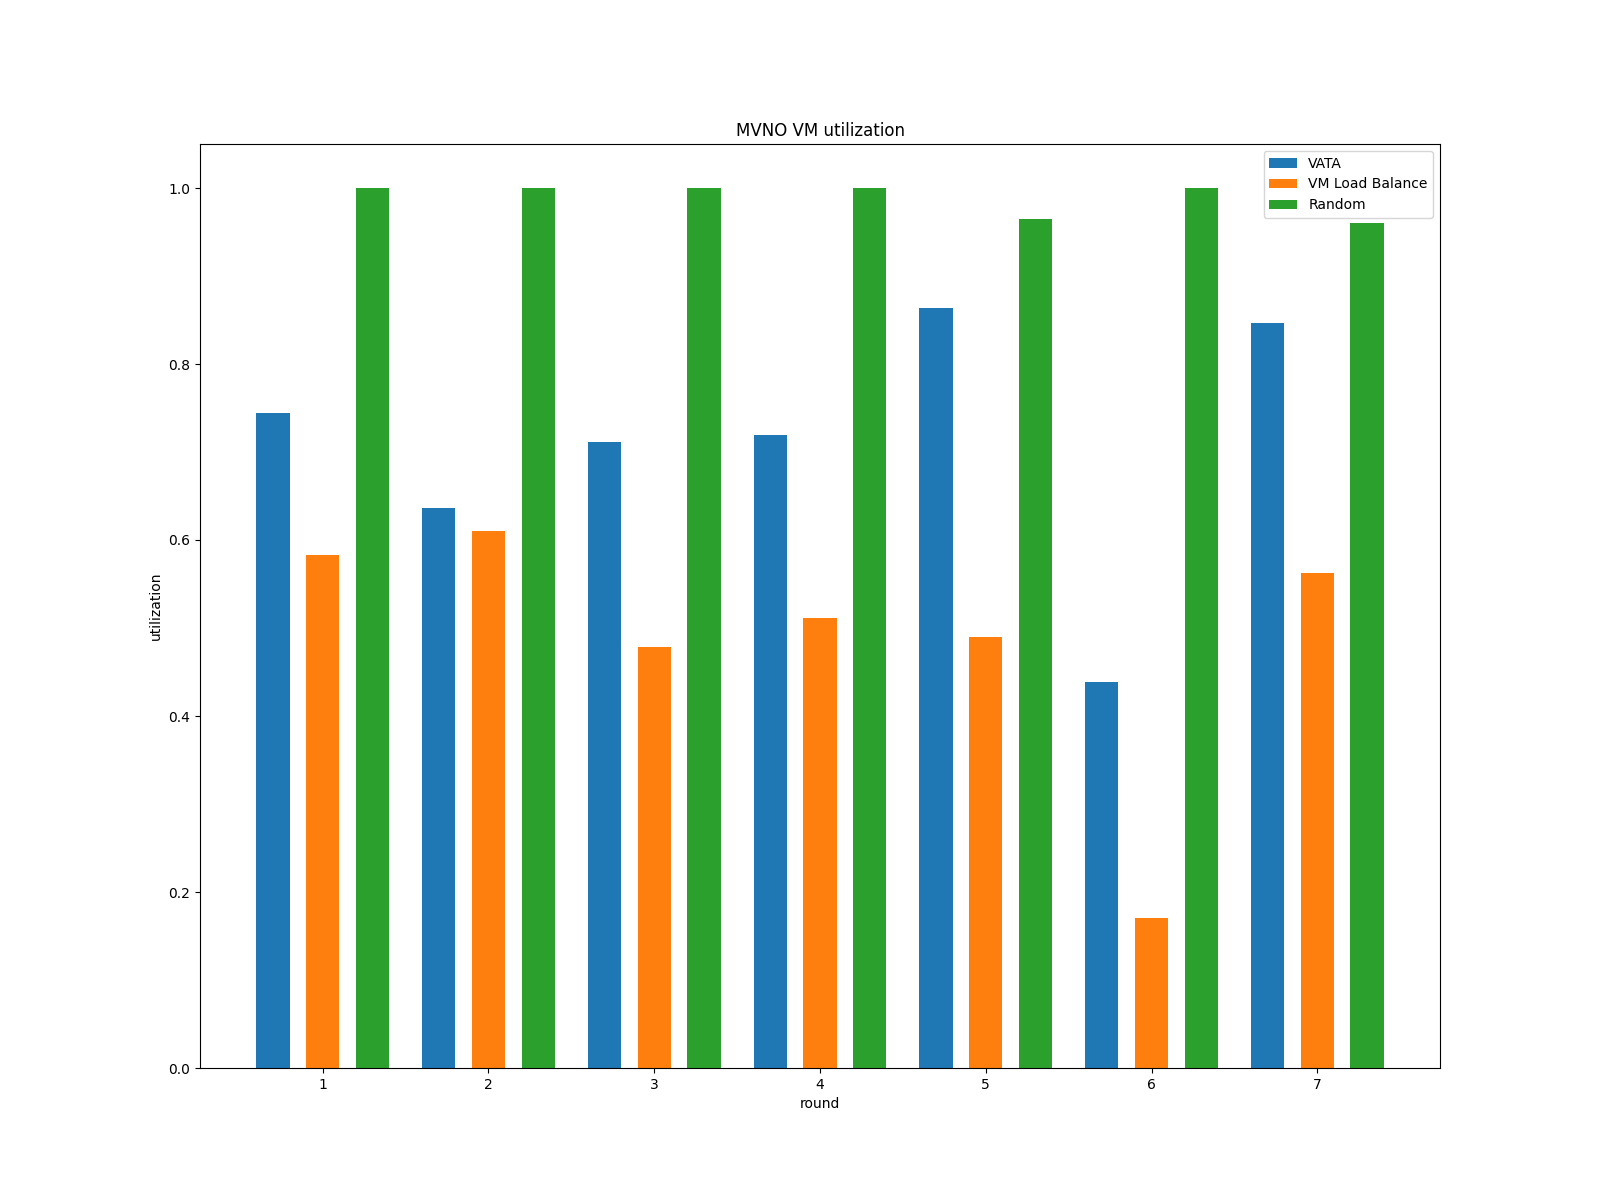 MVNO VM utilization
VATA
VM Load Balance
Random
1.0
0.8
0.6
0.4
0.2
0.0
utilization
1 2 3 4 5 6 7
round